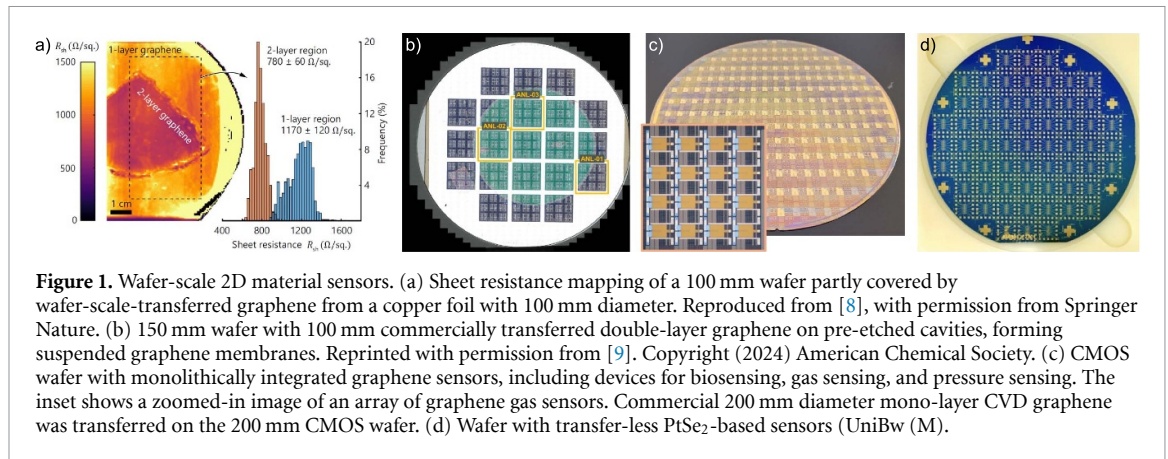 a)
Rsh (Ω/sq.)
1500
1000
500
0
1-layer graphene
2-layer graphene
1 cm
2-layer region
780 ± 60 Ω/sq.
1-layer region
1170 ± 120 Ω/sq.
20
16
12
8
4
Frequency (%)
400 800 1200 1600
Sheet resistance Rsh (Ω/sq.)
b)
ANL-03
ANL-02
ANL-01
c)
d)
Figure 1. Wafer-scale 2D material sensors. (a) Sheet resistance mapping of a 100 mm wafer partly covered by
wafer-scale-transferred graphene from a copper foil with 100 mm diameter. Reproduced from [8], with permission from Springer
Nature. (b) 150 mm wafer with 100 mm commercially transferred double-layer graphene on pre-etched cavities, forming
suspended graphene membranes. Reprinted with permission from [9]. Copyright (2024) American Chemical Society. (c) CMOS
wafer with monolithically integrated graphene sensors, including devices for biosensing, gas sensing, and pressure sensing. The
inset shows a zoomed-in image of an array of graphene gas sensors. Commercial 200 mm diameter mono-layer CVD graphene
was transferred on the 200 mm CMOS wafer. (d) Wafer with transfer-less PtSe₂-based sensors (UniBw (M).